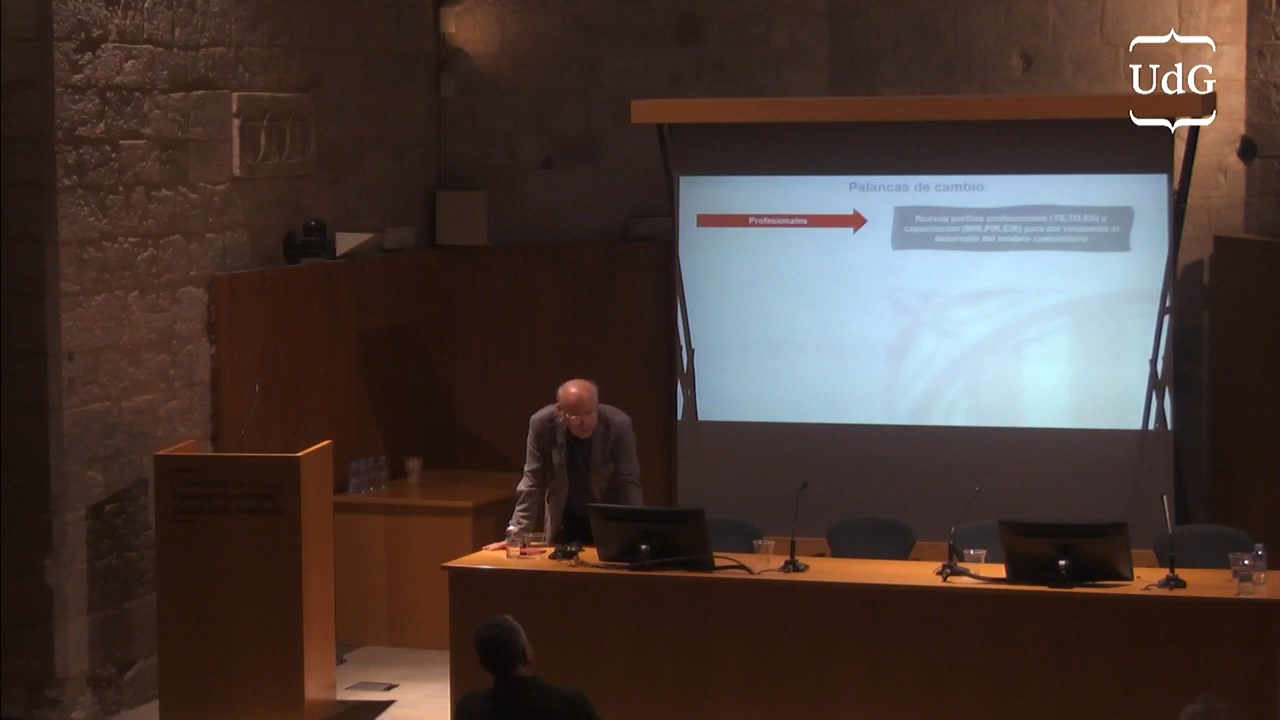 UdG
Palancas de cambio
Profesionales
Nuevos perfiles profesionales (TS,TO,ES) y
capacitación (MIR,PIR,EIR) para dar respuesta al
desarrollo del modelo comunitario